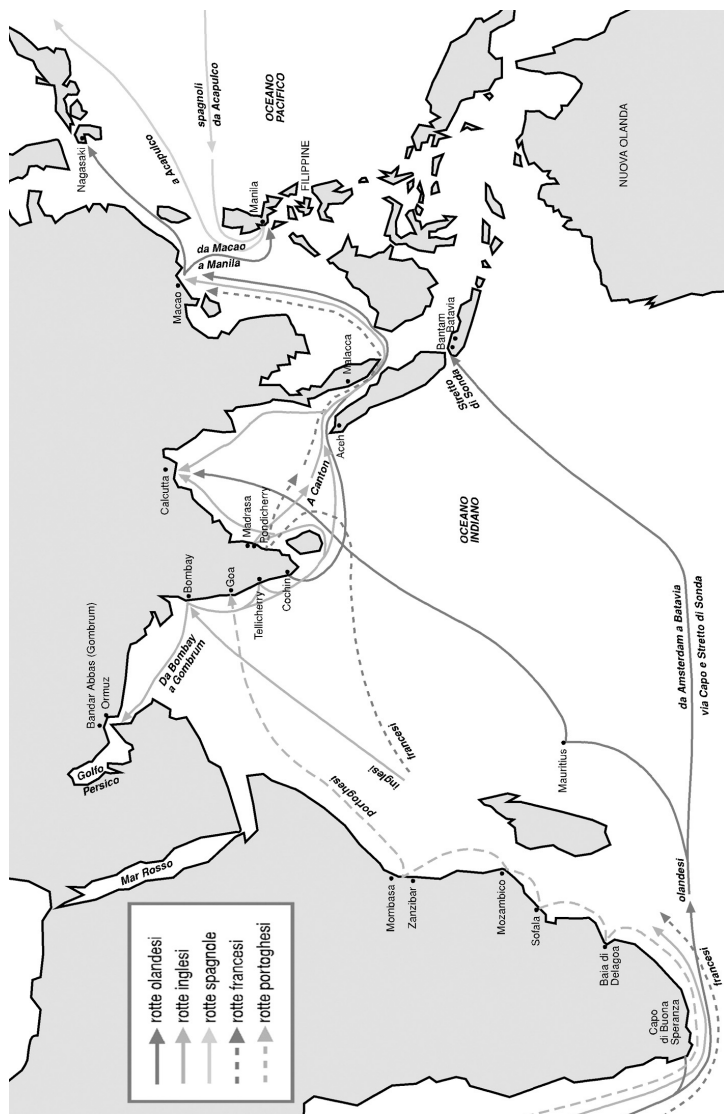 rotte olandesi
rotte inglesi
rotte spagnole
rotte francesi
rotte portoghesi
a Acapulco
spagnoli
da Acapulco
OCEANO
PACIFICO
Nagasaki
FILIPPINE
Manila
da Macao
a Manila
Macao
NUOVA OLANDA
Malacca
Bantam
Batavia
Stretto
di Sonda
Aceh
A Canton
Calcutta
Madrasa
Pondicherry
Goa
Bombay
Tellicherry
Cochin
OCEANO
INDIANO
Bandar Abbas (Gombrum)
Ormuz
Da Bombay
a Gombrum
Golfo
Persico
Mar Rosso
portoghesi
inglesi
francesi
Mauritius
da Amsterdam a Batavia
via Capo e Stretto di Sonda
Mombasa
Zanzibar
Mozambico
Sofala
Baia di
Delagoa
olandesi
francesi
Capo
di Buona
Speranza